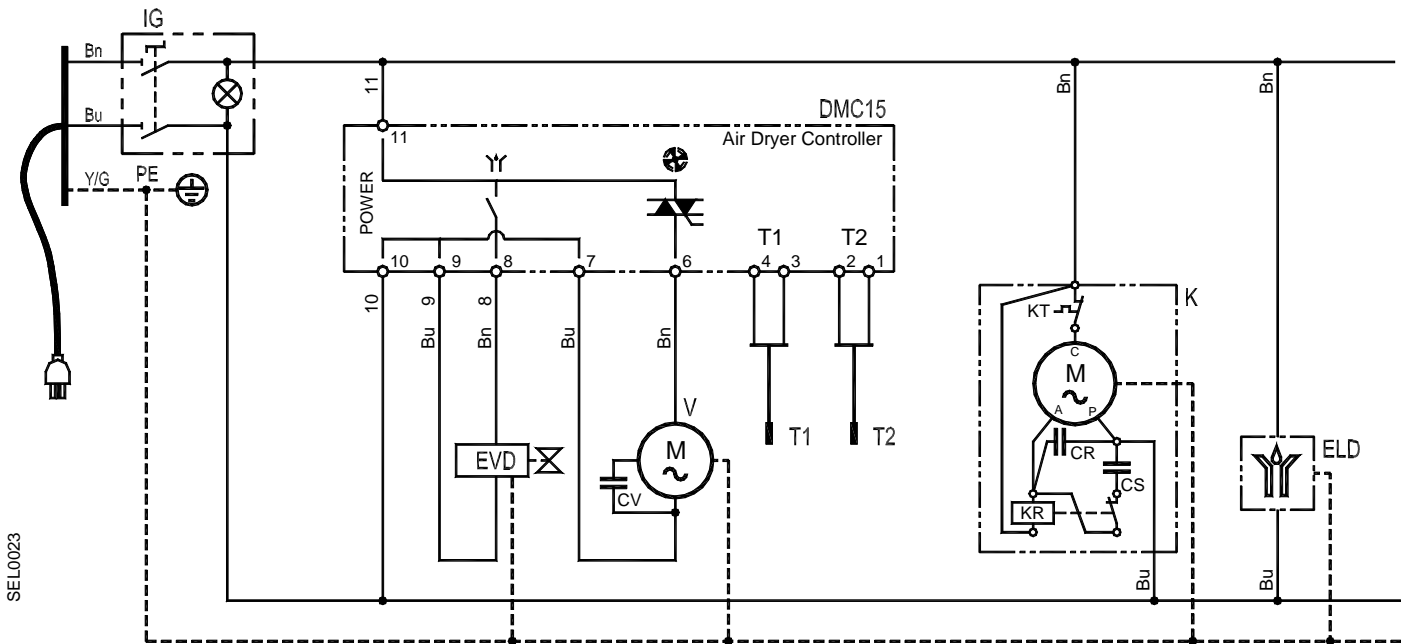 IG
Bn
Bu
Y/G
PE
11
DMC15
Air Dryer Controller
11
POWER
T1
T2
10
9
8
7
6
4
3
2
1
10
9
8
Bu
Bn
Bu
Bn
Bn
Bn
K
KT
C
M
A
P
CR
CS
KR
Bu
V
M
CV
EVD
T1
T2
ELD
Bu
SEL0023